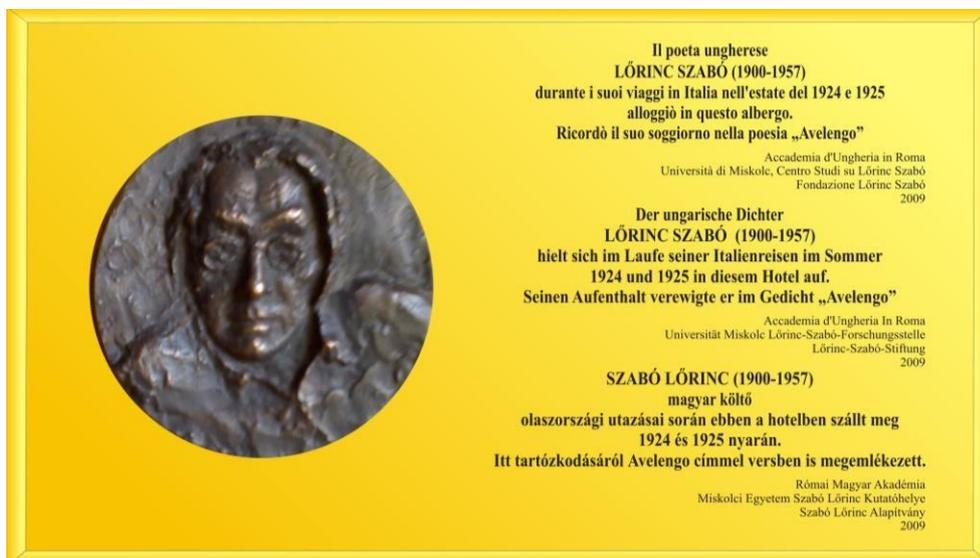 Il poeta ungherese
LŐRINC SZABÓ (1900-1957)
durante i suoi viaggi in Italia nell'estate del 1924 e 1925
alloggiò in questo albergo.
Ricordò il suo soggiorno nella poesia „Avelengo”
Accademia d'Ungheria in Roma
Università di Miskolc, Centro Studi su Lőrinc Szabó
Fondazione Lőrinc Szabó
2009
Der ungarische Dichter
LŐRINC SZABÓ (1900-1957)
hielt sich im Laufe seiner Italienreisen im Sommer
1924 und 1925 in diesem Hotel auf.
Seinen Aufenthalt verewigte er im Gedicht „Avelengo”
Accademia d'Ungheria In Roma
Universität Miskolc Lőrinc-Szabó-Forschungsstelle
Lőrinc-Szabó-Stiftung
2009
SZABÓ LŐRINC (1900-1957)
magyar költő
olaszországi utazásai során ebben a hotelben szállt meg
1924 és 1925 nyarán.
Itt tartózkodásáról Avelengo címmel versben is megemlékezett.
Római Magyar Akadémia
Miskolci Egyetem Szabó Lőrinc Kutatóhelye
Szabó Lőrinc Alapítvány
2009